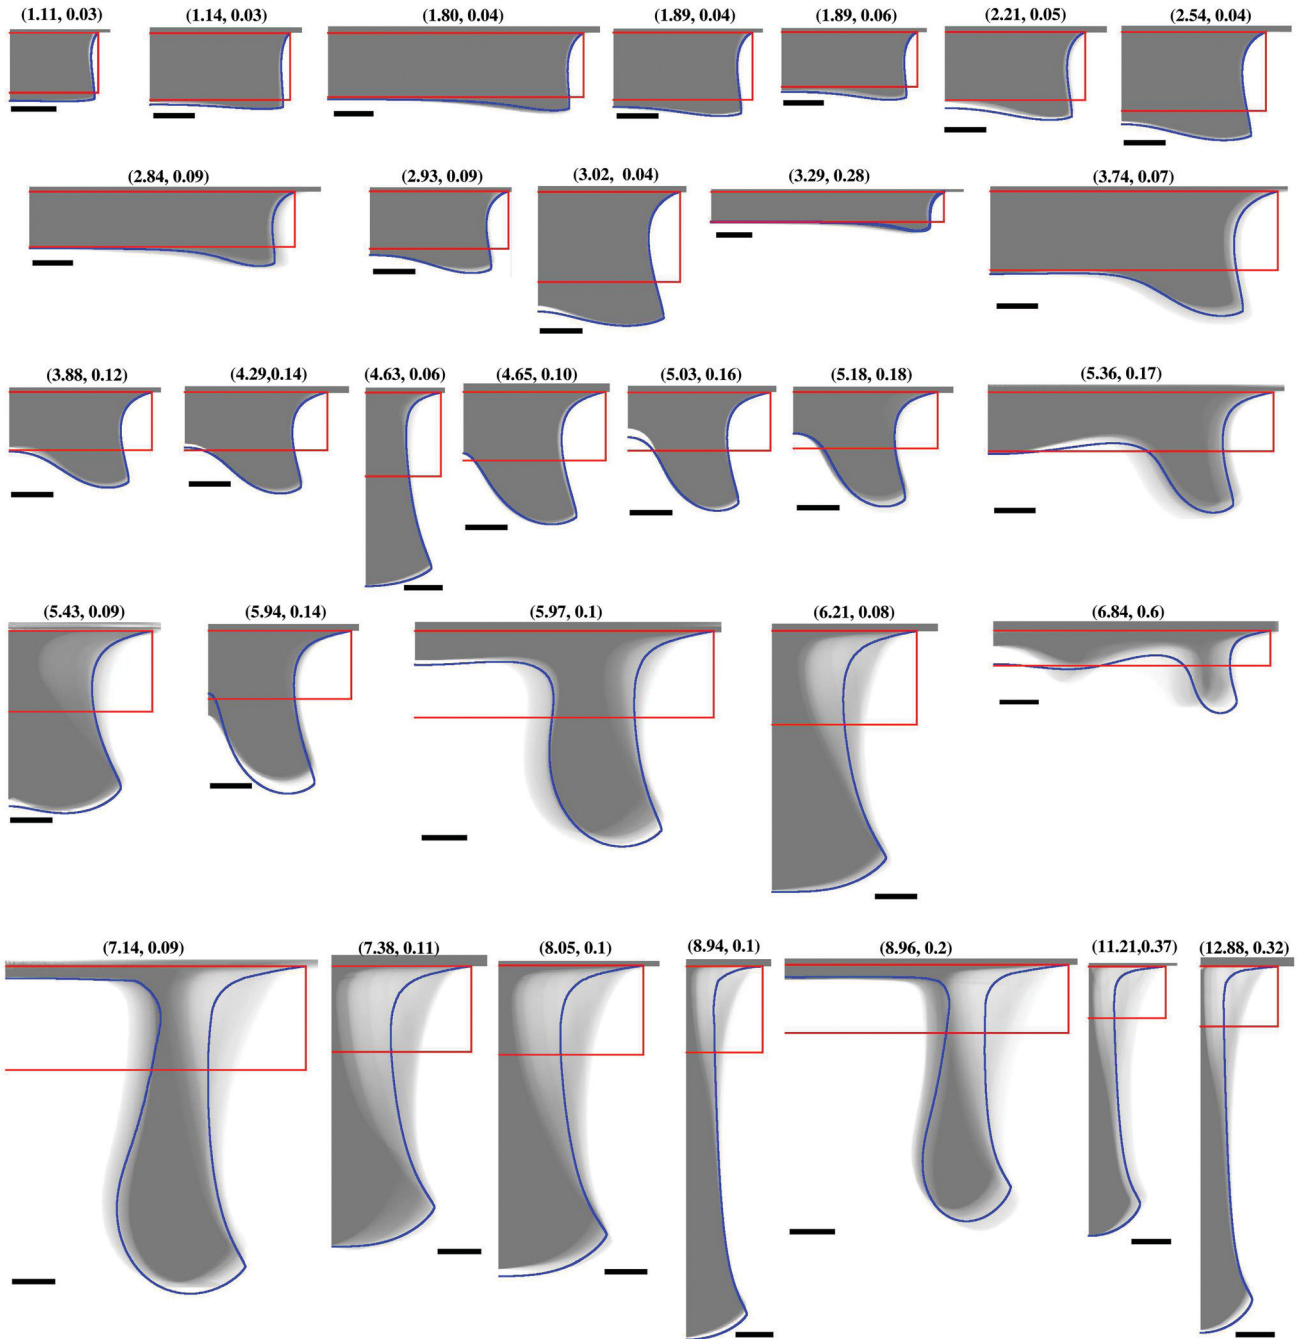 (1.11, 0.03) (1.14, 0.03) (1.80, 0.04) (1.89, 0.04) (1.89, 0.06) (2.21, 0.05) (2.54, 0.04)
(2.84, 0.09) (2.93, 0.09) (3.02, 0.04) (3.29, 0.28) (3.74, 0.07)
(3.88, 0.12) (4.29,0.14) (4.63, 0.06) (4.65, 0.10) (5.03, 0.16) (5.18, 0.18) (5.36, 0.17)
(5.43, 0.09) (5.94, 0.14) (5.97, 0.1) (6.21, 0.08) (6.84, 0.6)
(7.14, 0.09) (7.38, 0.11) (8.05, 0.1) (8.94, 0.1) (8.96, 0.2) (11.21,0.37) (12.88, 0.32)